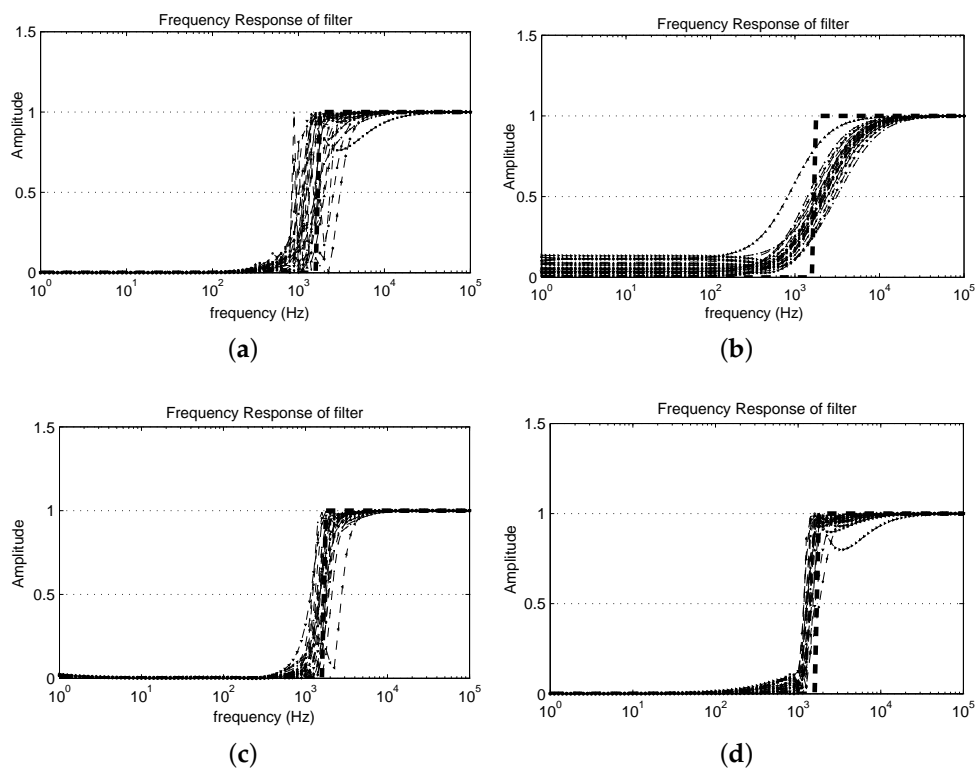 Frequency Response of filter
1.5
1
0.5
0
Amplitude
10^0 10^1 10^2 10^3 10^4 10^5
frequency (Hz)
(a)
Frequency Response of filter
1.5
1
0.5
0
Amplitude
10^0 10^1 10^2 10^3 10^4 10^5
frequency (Hz)
(b)
Frequency Response of filter
1.5
1
0.5
0
Amplitude
10^0 10^1 10^2 10^3 10^4 10^5
frequency (Hz)
(c)
Frequency Response of filter
1.5
1
0.5
0
Amplitude
10^0 10^1 10^2 10^3 10^4 10^5
(d)